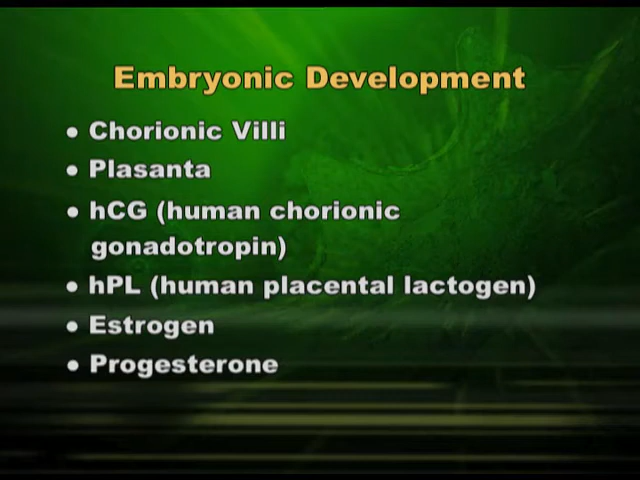 Embryonic Development
• Chorionic Villi
• Plasanta
• hCG (human chorionic
gonadotropin)
• hPL (human placental lactogen)
• Estrogen
• Progesterone